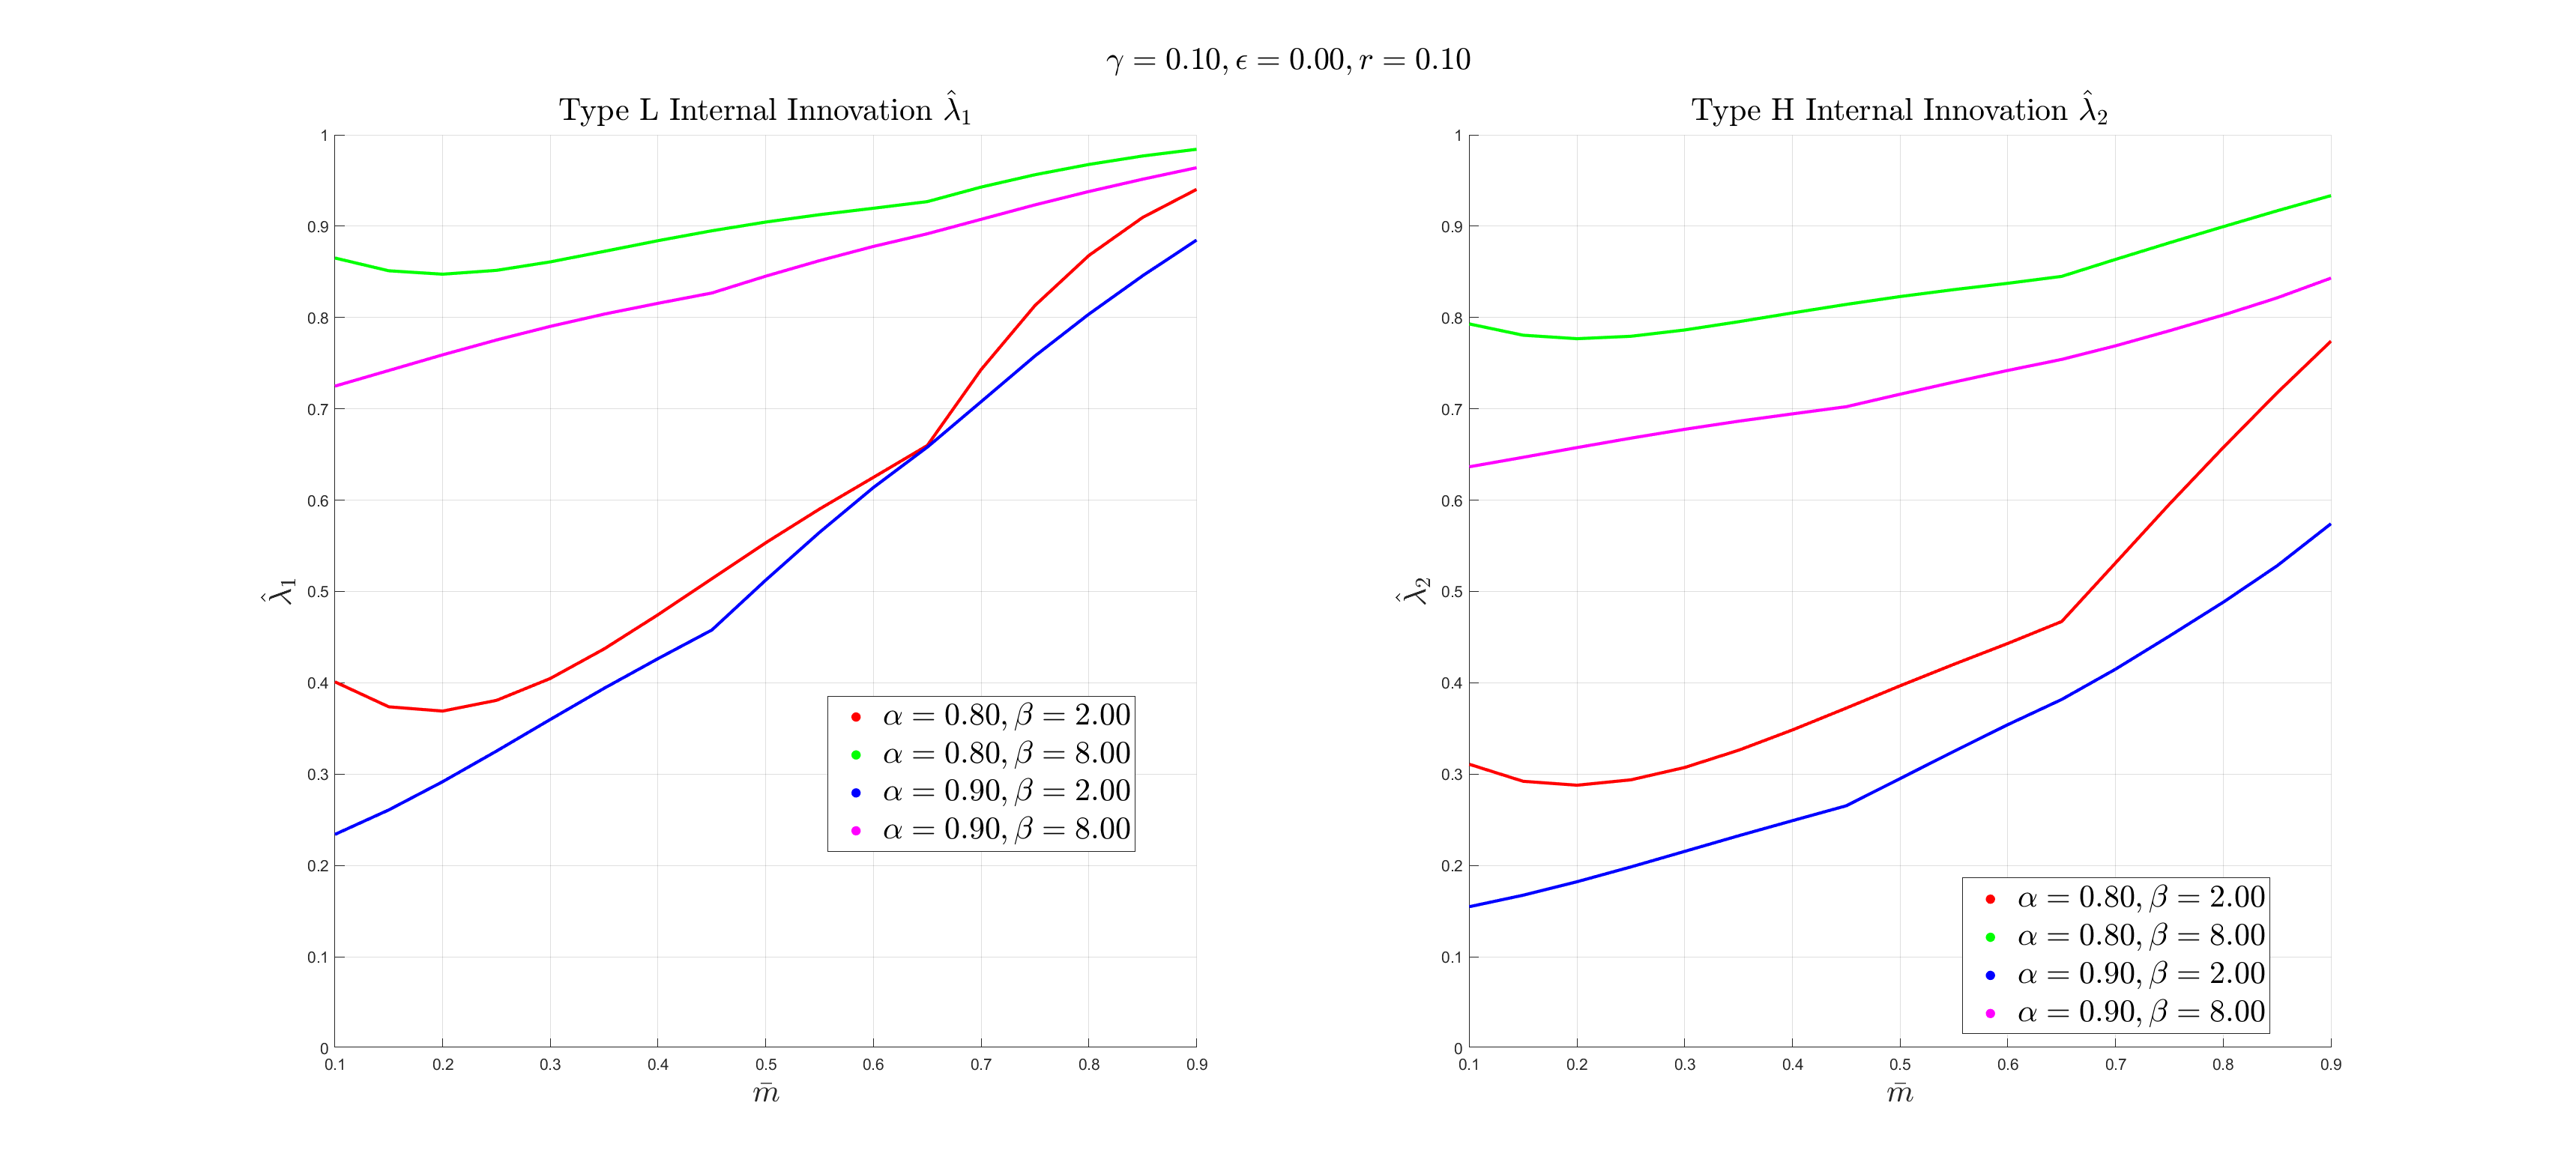 γ = 0.10, ϵ = 0.00, r = 0.10
Type L Internal Innovation λ̂₁
1
0.9
0.8
0.7
0.6
0.5
0.4
0.3
0.2
0.1
0
λ̂₁
0.1 0.2 0.3 0.4 0.5 0.6 0.7 0.8 0.9
m̄
α = 0.80, β = 2.00
α = 0.80, β = 8.00
α = 0.90, β = 2.00
α = 0.90, β = 8.00
Type H Internal Innovation λ̂₂
1
0.9
0.8
0.7
0.6
0.5
0.4
0.3
0.2
0.1
0
λ̂₂
0.1 0.2 0.3 0.4 0.5 0.6 0.7 0.8 0.9
m̄
α = 0.80, β = 2.00
α = 0.80, β = 8.00
α = 0.90, β = 2.00
α = 0.90, β = 8.00